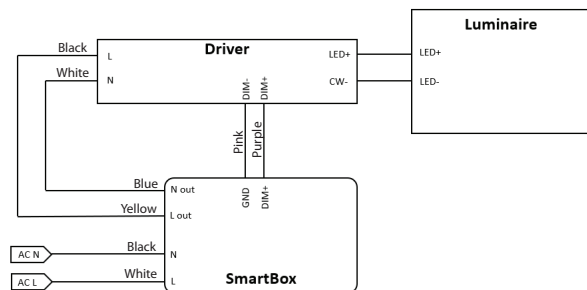 Luminaire
Driver
Black
L
LED+
LED+
White
N
CW-
LED-
DIM-
DIM+
Pink
Purple
Blue
N out
GND
DIM+
Yellow
L out
Black
AC N
N
White
AC L
L
SmartBox